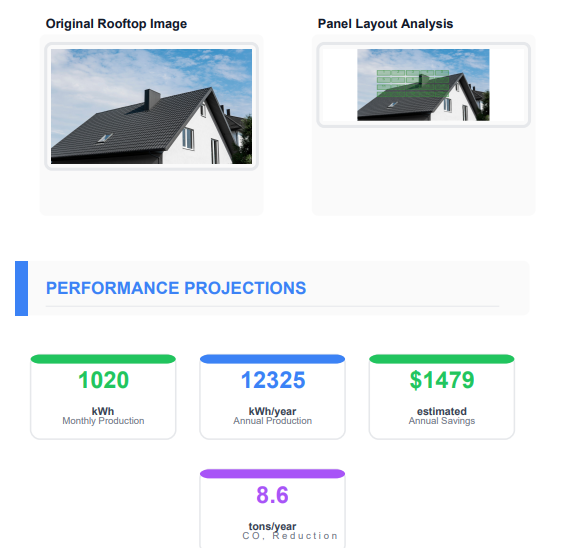 Original Rooftop Image
Panel Layout Analysis
PERFORMANCE PROJECTIONS
1020
kWh
Monthly Production
12325
kWh/year
Annual Production
$1479
estimated
Annual Savings
8.6
tons/year
CO, Reduction